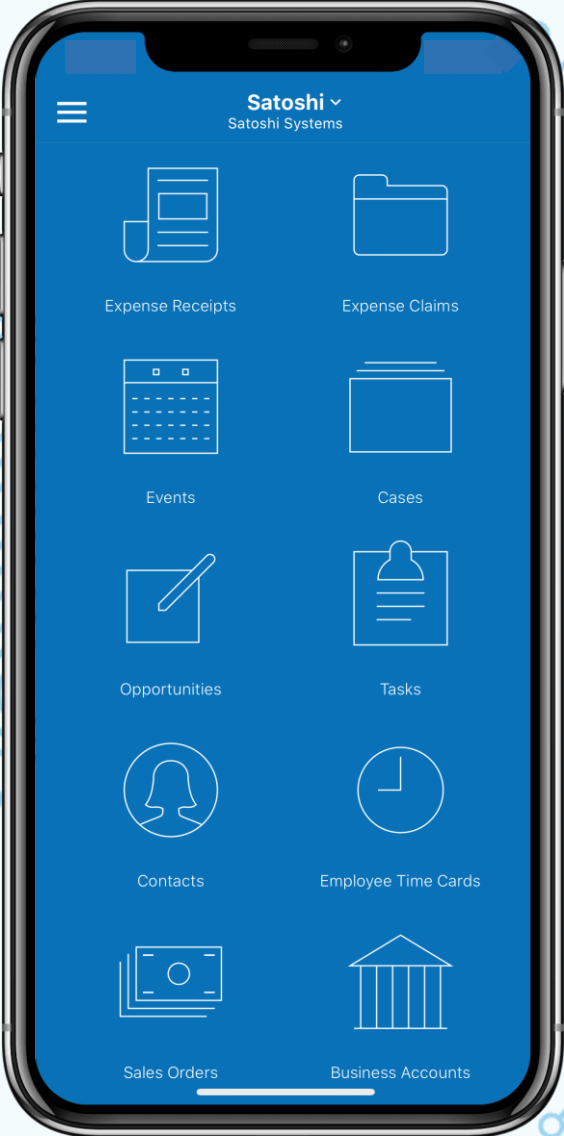 Satoshi
Satoshi Systems
Expense Receipts
Expense Claims
Events
Cases
Opportunities
Tasks
Contacts
Employee Time Cards
Sales Orders
Business Accounts